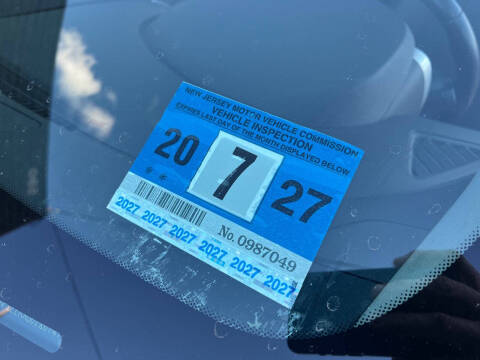 NEW JERSEY MOTOR VEHICLE COMMISSION
VEHICLE INSPECTION
EXPIRES LAST DAY OF THE MONTH DISPLAYED BELOW
20 7 27
No. 0987049
2027 2027 2027 2027 2027 2027